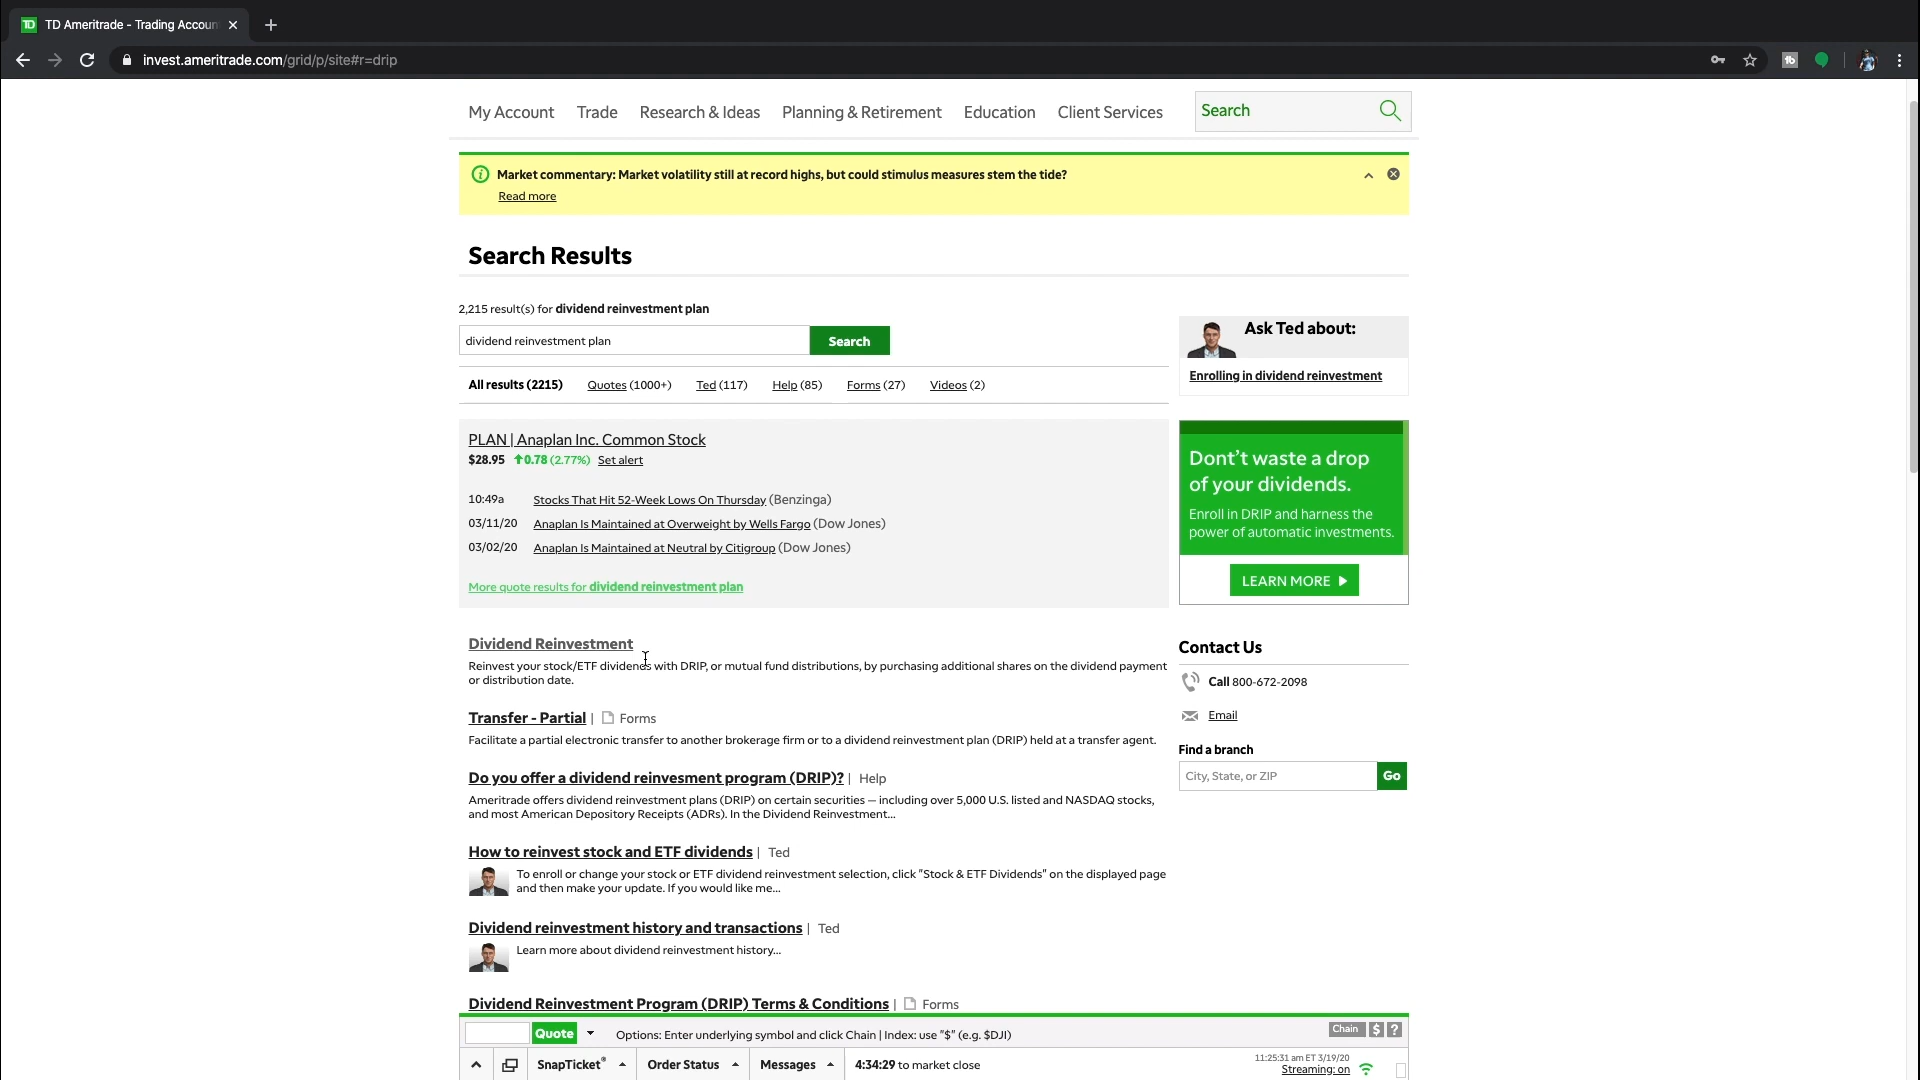 TD Ameritrade - Trading Accoun
invest.ameritrade.com/grid/p/site#r=drip
My Account Trade Research & Ideas Planning & Retirement Education Client Services Search
Market commentary: Market volatility still at record highs, but could stimulus measures stem the tide?
Read more
Search Results
2,215 result(s) for dividend reinvestment plan
dividend reinvestment plan Search
All results (2215) Quotes (1000+) Ted (117) Help (85) Forms (27) Videos (2)
PLAN | Anaplan Inc. Common Stock
$28.95 0.78 (2.77%) Set alert
10:49a Stocks That Hit 52-Week Lows On Thursday (Benzinga)
03/11/20 Anaplan Is Maintained at Overweight by Wells Fargo (Dow Jones)
03/02/20 Anaplan Is Maintained at Neutral by Citigroup (Dow Jones)
More quote results for dividend reinvestment plan
Dividend Reinvestment
Reinvest your stock/ETF dividends with DRIP, or mutual fund distributions, by purchasing additional shares on the dividend payment
or distribution date.
Transfer - Partial | Forms
Facilitate a partial electronic transfer to another brokerage firm or to a dividend reinvestment plan (DRIP) held at a transfer agent.
Do you offer a dividend reinvesment program (DRIP)? | Help
Ameritrade offers dividend reinvestment plans (DRIP) on certain securities — including over 5,000 U.S. listed and NASDAQ stocks,
and most American Depository Receipts (ADRs). In the Dividend Reinvestment...
How to reinvest stock and ETF dividends | Ted
To enroll or change your stock or ETF dividend reinvestment selection, click "Stock & ETF Dividends" on the displayed page
and then make your update. If you would like me...
Dividend reinvestment history and transactions | Ted
Learn more about dividend reinvestment history...
Dividend Reinvestment Program (DRIP) Terms & Conditions | Forms
Ask Ted about:
Enrolling in dividend reinvestment
Dont't waste a drop
of your dividends.
Enroll in DRIP and harness the
power of automatic investments.
LEARN MORE
Contact Us
Call 800-672-2098
Email
Find a branch
City, State, or ZIP Go
Quote Options: Enter underlying symbol and click Chain | Index: use "$" (e.g. $DJI) Chain $ ?
SnapTicket® Order Status Messages 4:34:29 to market close
11:25:31 am ET 3/19/20
Streaming: on